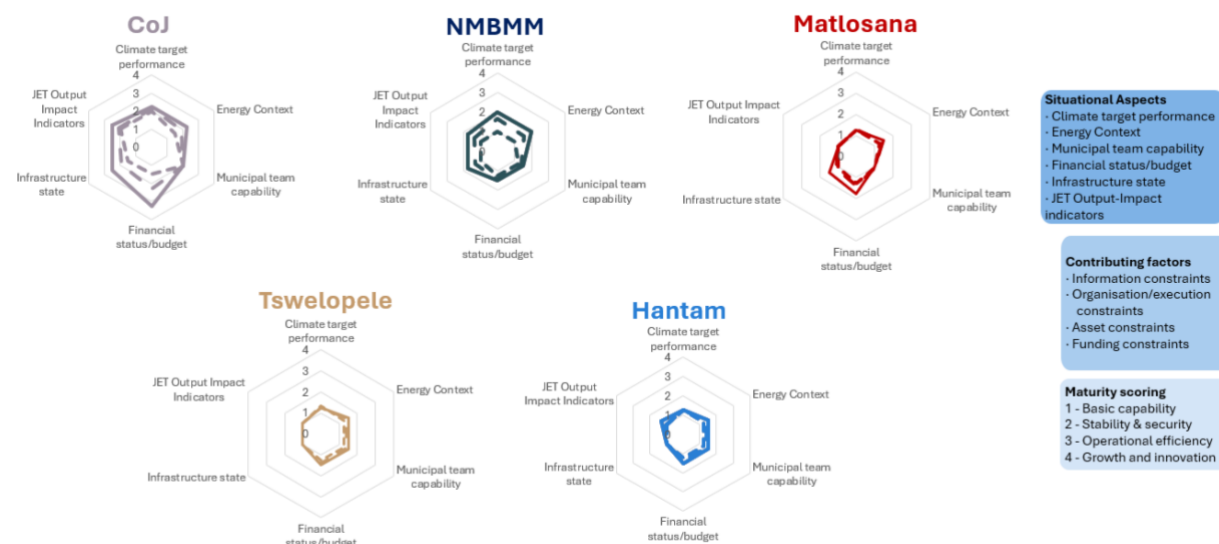 CoJ
Climate target
performance
4
3
2
1
0
JET Output
Impact
Indicators
Energy Context
Infrastructure
state
Municipal team
capability
Financial
status/budget
NMBMM
Climate target
performance
4
3
2
1
0
JET Output
Impact
Indicators
Energy Context
Infrastructure
state
Municipal team
capability
Financial
status/budget
Matlosana
Climate target
performance
4
3
2
1
0
JET Output Impact
Indicators
Energy Context
Infrastructure state
Municipal team
capability
Financial
status/budget
Tswelopele
Climate target
performance
4
3
2
1
0
JET Output Impact
Indicators
Energy Context
Infrastructure state
Municipal team
capability
Financial
status/budget
Hantam
Climate target
performance
4
3
2
1
0
JET Output
Impact Indicators
Energy Context
Infrastructure
state
Municipal team
capability
Financial
status/budget
Situational Aspects
· Climate target performance
· Energy Context
· Municipal team capability
· Financial status/budget
· Infrastructure state
· JET Output-Impact
indicators
Contributing factors
· Information constraints
· Organisation/execution
constraints
· Asset constraints
· Funding constraints
Maturity scoring
1 - Basic capability
2 - Stability & security
3 - Operational efficiency
4 - Growth and innovation